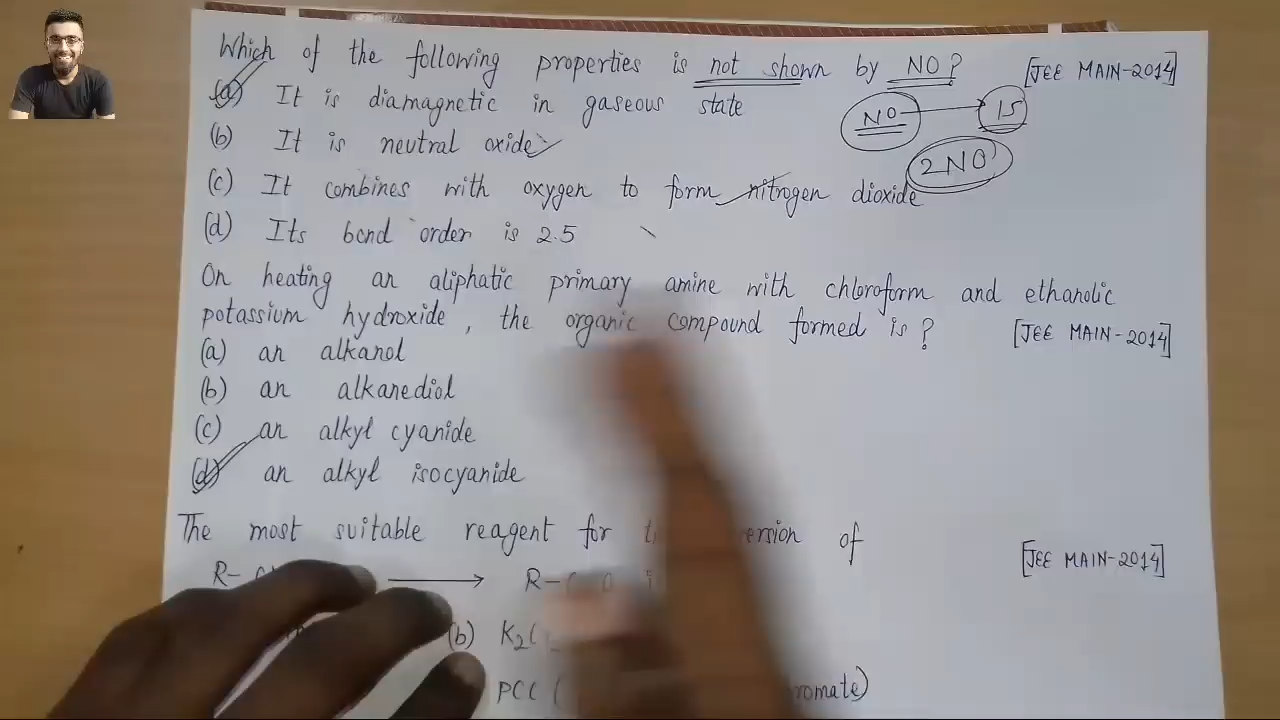 Which of the following properties is not shown by NO? [JEE MAIN-2014]
(a) It is diamagnetic in gaseous state
NO 15
(b) It is neutral oxide
2NO
(c) It combines with oxygen to form nitrogen dioxide
(d) Its bond order is 2.5
On heating an aliphatic primary amine with chloroform and ethanolic
potassium hydroxide, the organic compound formed is? [JEE MAIN-2014]
(a) an alkanol
(b) an alkanediol
(c) an alkyl cyanide
(d) an alkyl isocyanide
The most suitable reagent for of
[JEE MAIN-2014]
R- R-
(b) K2(
PCC (